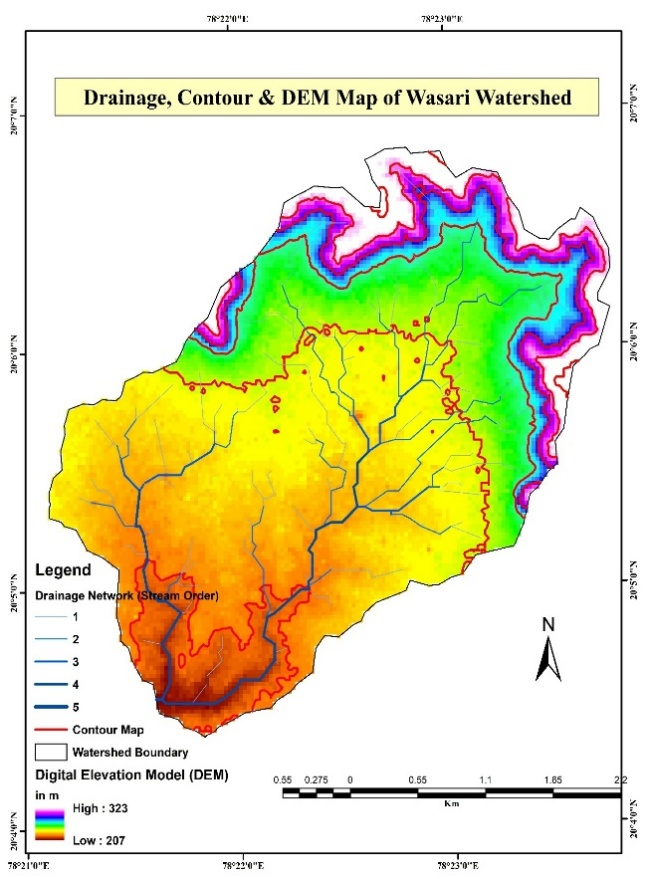 78°22'0"E 78°23'0"E
Drainage, Contour & DEM Map of Wasari Watershed
20°7'0"N 20°7'0"N
20°6'0"N 20°6'0"N
20°5'0"N 20°5'0"N
20°4'0"N 20°4'0"N
Legend
Drainage Network (Stream Order)
1
2
3
4
5
Contour Map
Watershed Boundary
Digital Elevation Model (DEM)
in m
High : 323
Low : 207
N
0.55 0.275 0 0.55 1.1 1.65 2.2
Km
78°21'0"E 78°22'0"E 78°23'0"E